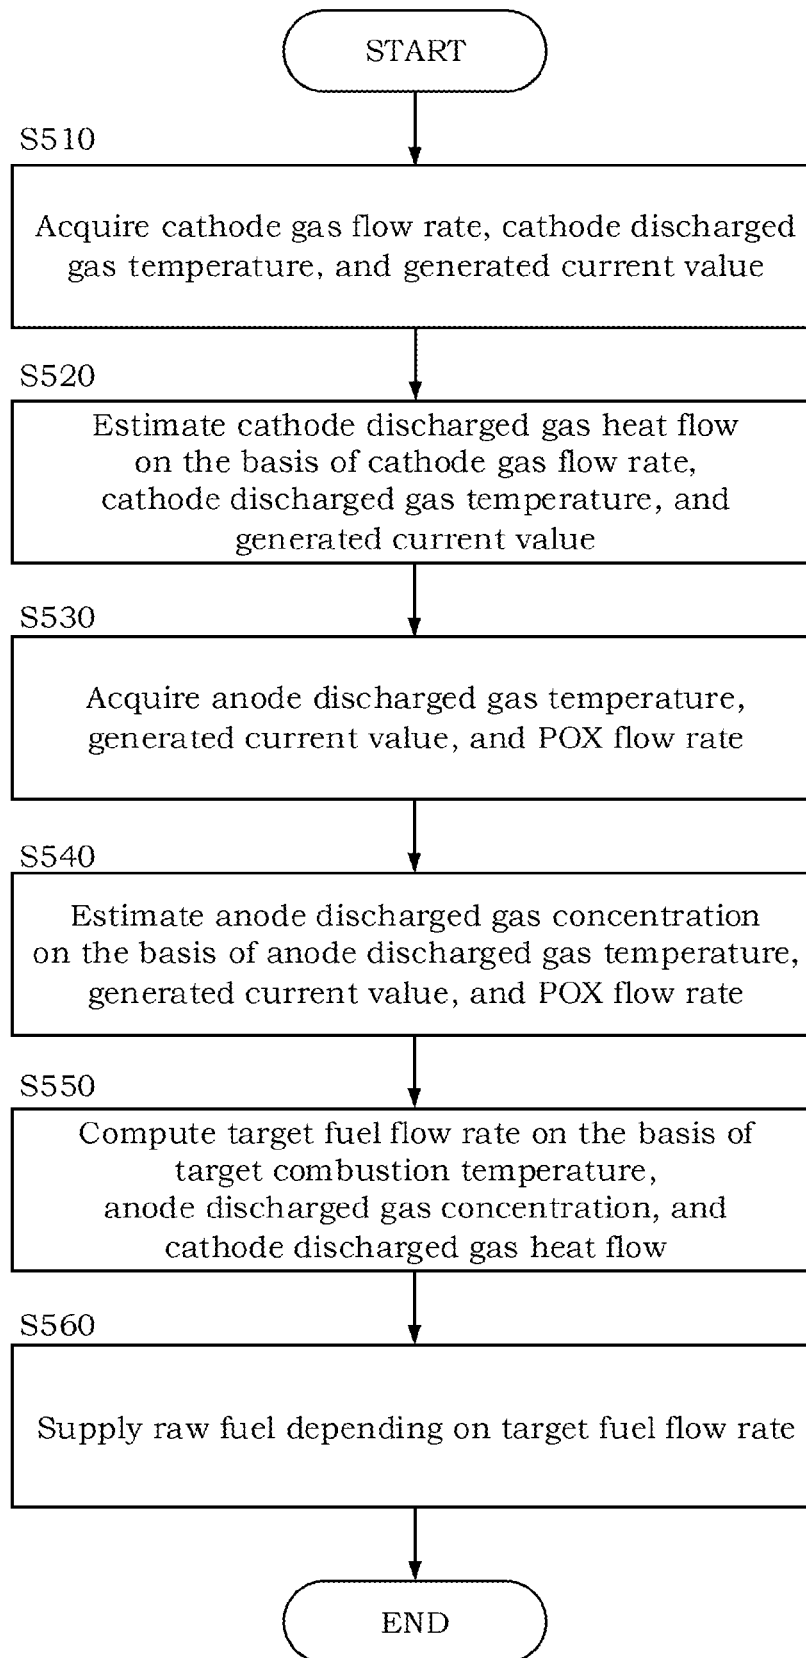 START
S510
Acquire cathode gas flow rate, cathode discharged
gas temperature, and generated current value
S520
Estimate cathode discharged gas heat flow
on the basis of cathode gas flow rate,
cathode discharged gas temperature, and
generated current value
S530
Acquire anode discharged gas temperature,
generated current value, and POX flow rate
S540
Estimate anode discharged gas concentration
on the basis of anode discharged gas temperature,
generated current value, and POX flow rate
S550
Compute target fuel flow rate on the basis of
target combustion temperature,
anode discharged gas concentration, and
cathode discharged gas heat flow
S560
Supply raw fuel depending on target fuel flow rate
END